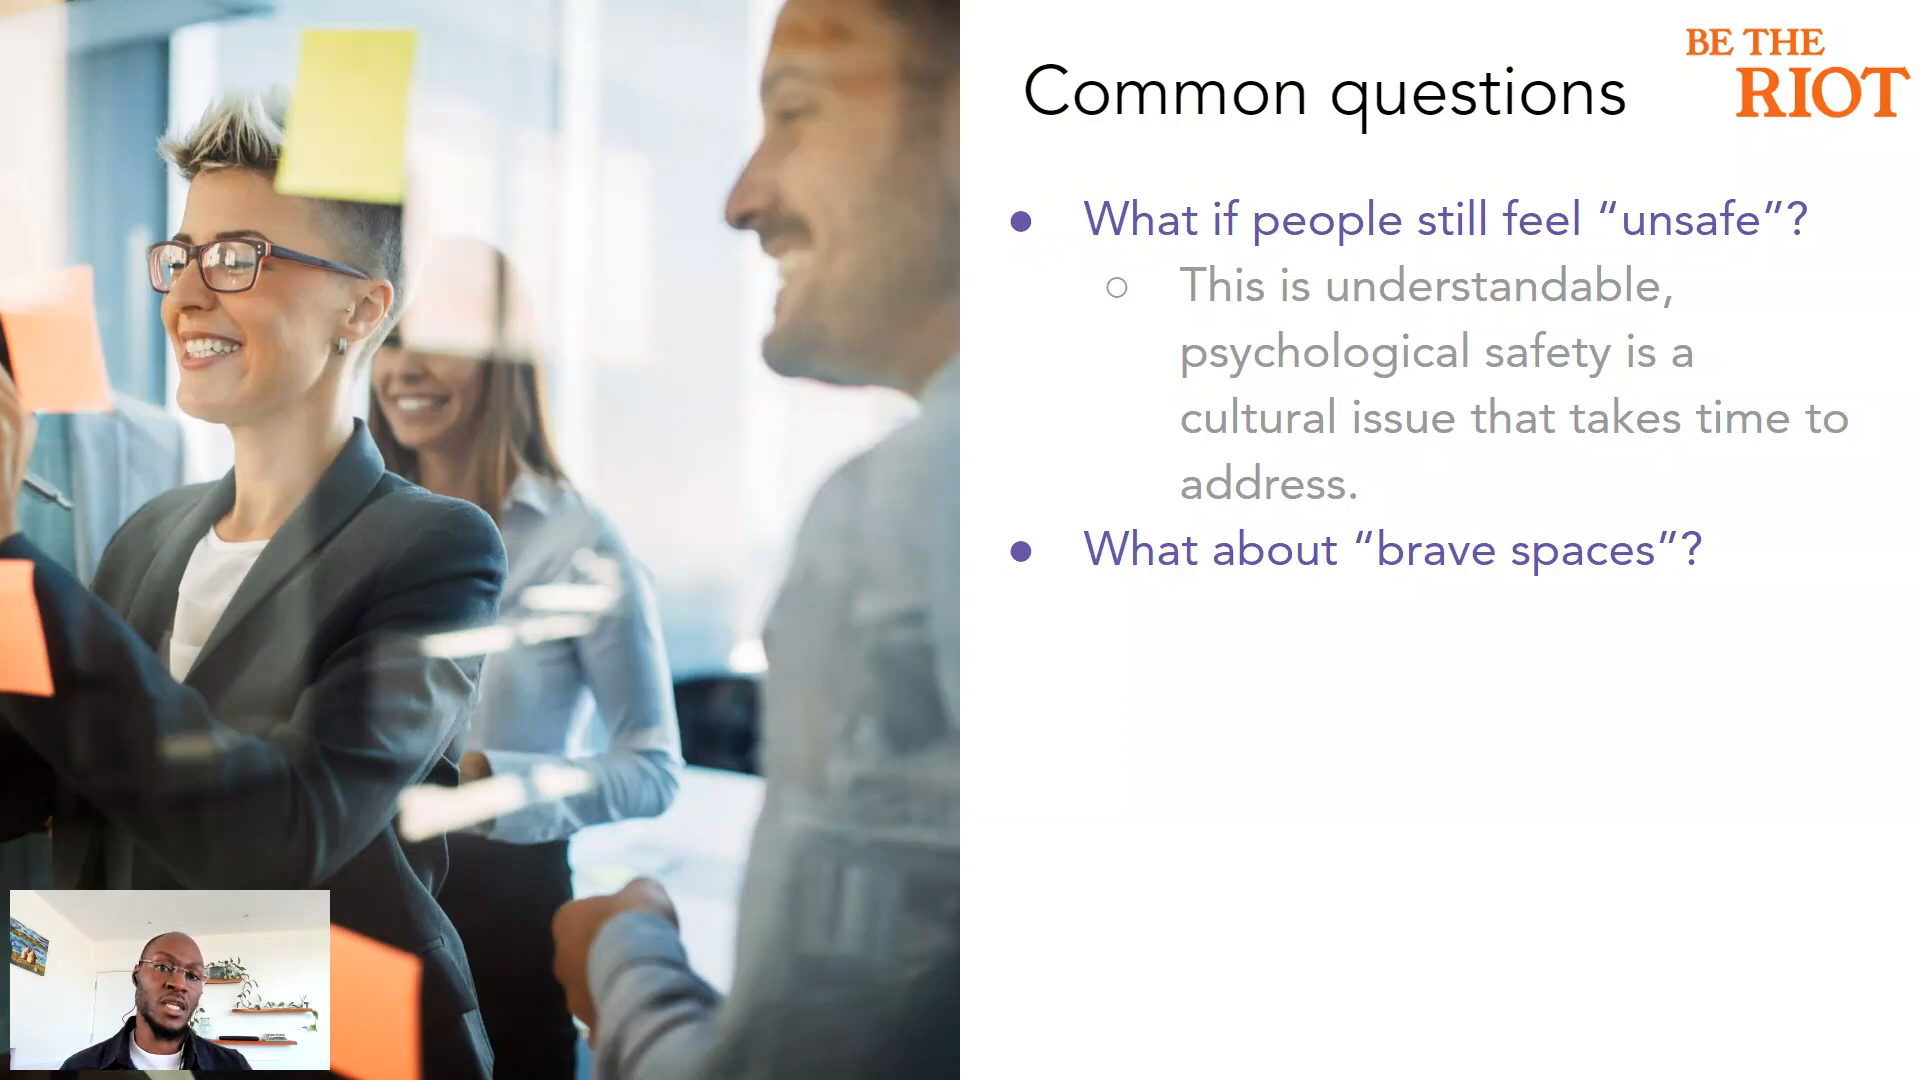 Common questions
BE THE
RIOT
● What if people still feel “unsafe”?
○ This is understandable,
psychological safety is a
cultural issue that takes time to
address.
● What about “brave spaces”?